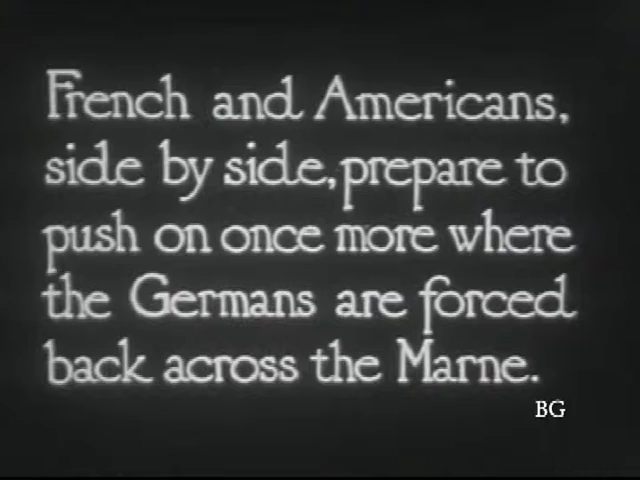 French and Americans,
side by side, prepare to
push on once more where
the Germans are forced
back across the Marne.
BG